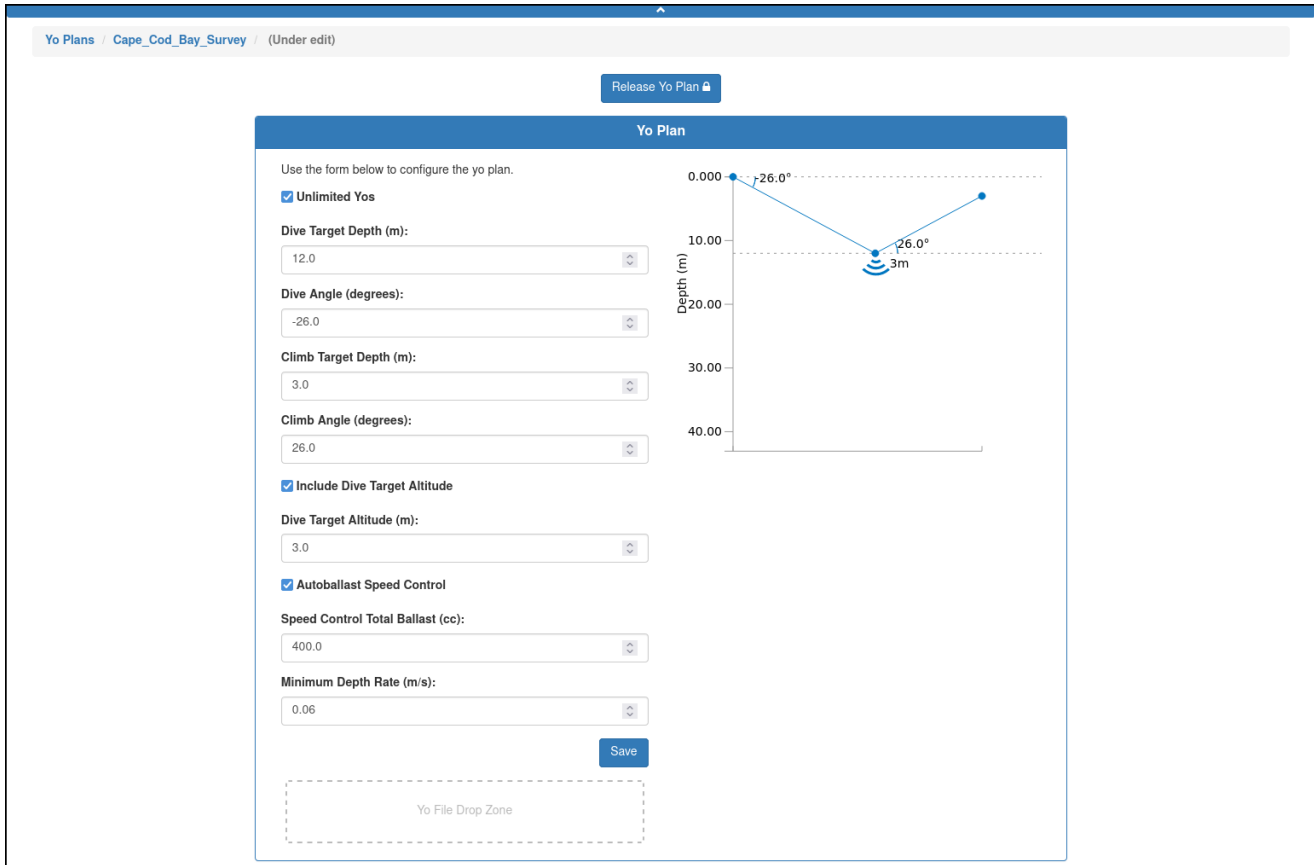 Yo Plans / Cape_Cod_Bay_Survey / (Under edit)
Release Yo Plan
Yo Plan
Use the form below to configure the yo plan.
Unlimited Yos
Dive Target Depth (m):
12.0
Dive Angle (degrees):
-26.0
Climb Target Depth (m):
3.0
Climb Angle (degrees):
26.0
Include Dive Target Altitude
Dive Target Altitude (m):
3.0
Autoballast Speed Control
Speed Control Total Ballast (cc):
400.0
Minimum Depth Rate (m/s):
0.06
Save
Yo File Drop Zone
0.000
-26.0°
10.00
26.0°
3m
Depth (m)
20.00
30.00
40.00